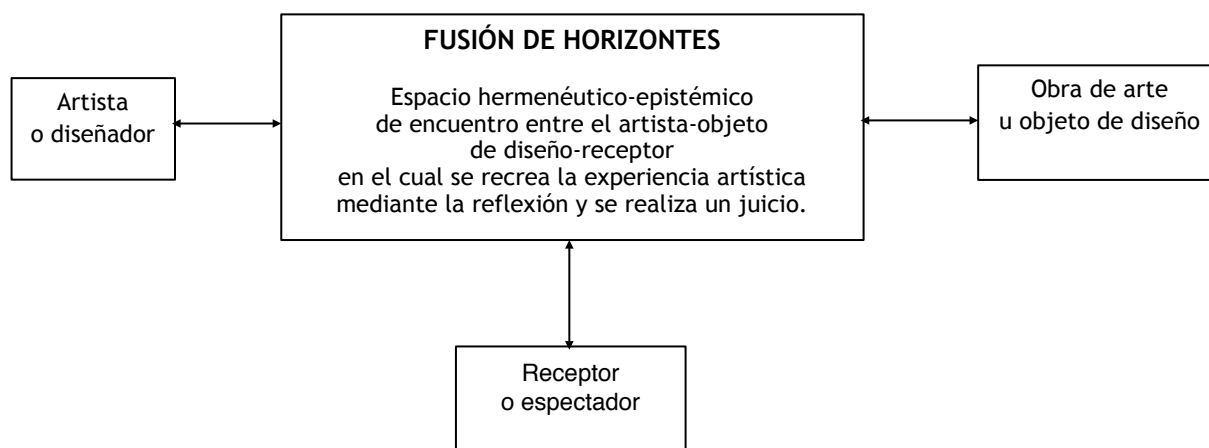 FUSIÓN DE HORIZONTES
Artista
o diseñador
Espacio hermenéutico-epistémico
de encuentro entre el artista-objeto
de diseño-receptor
en el cual se recrea la experiencia artística
mediante la reflexión y se realiza un juicio.
Obra de arte
u objeto de diseño
Receptor
o espectador